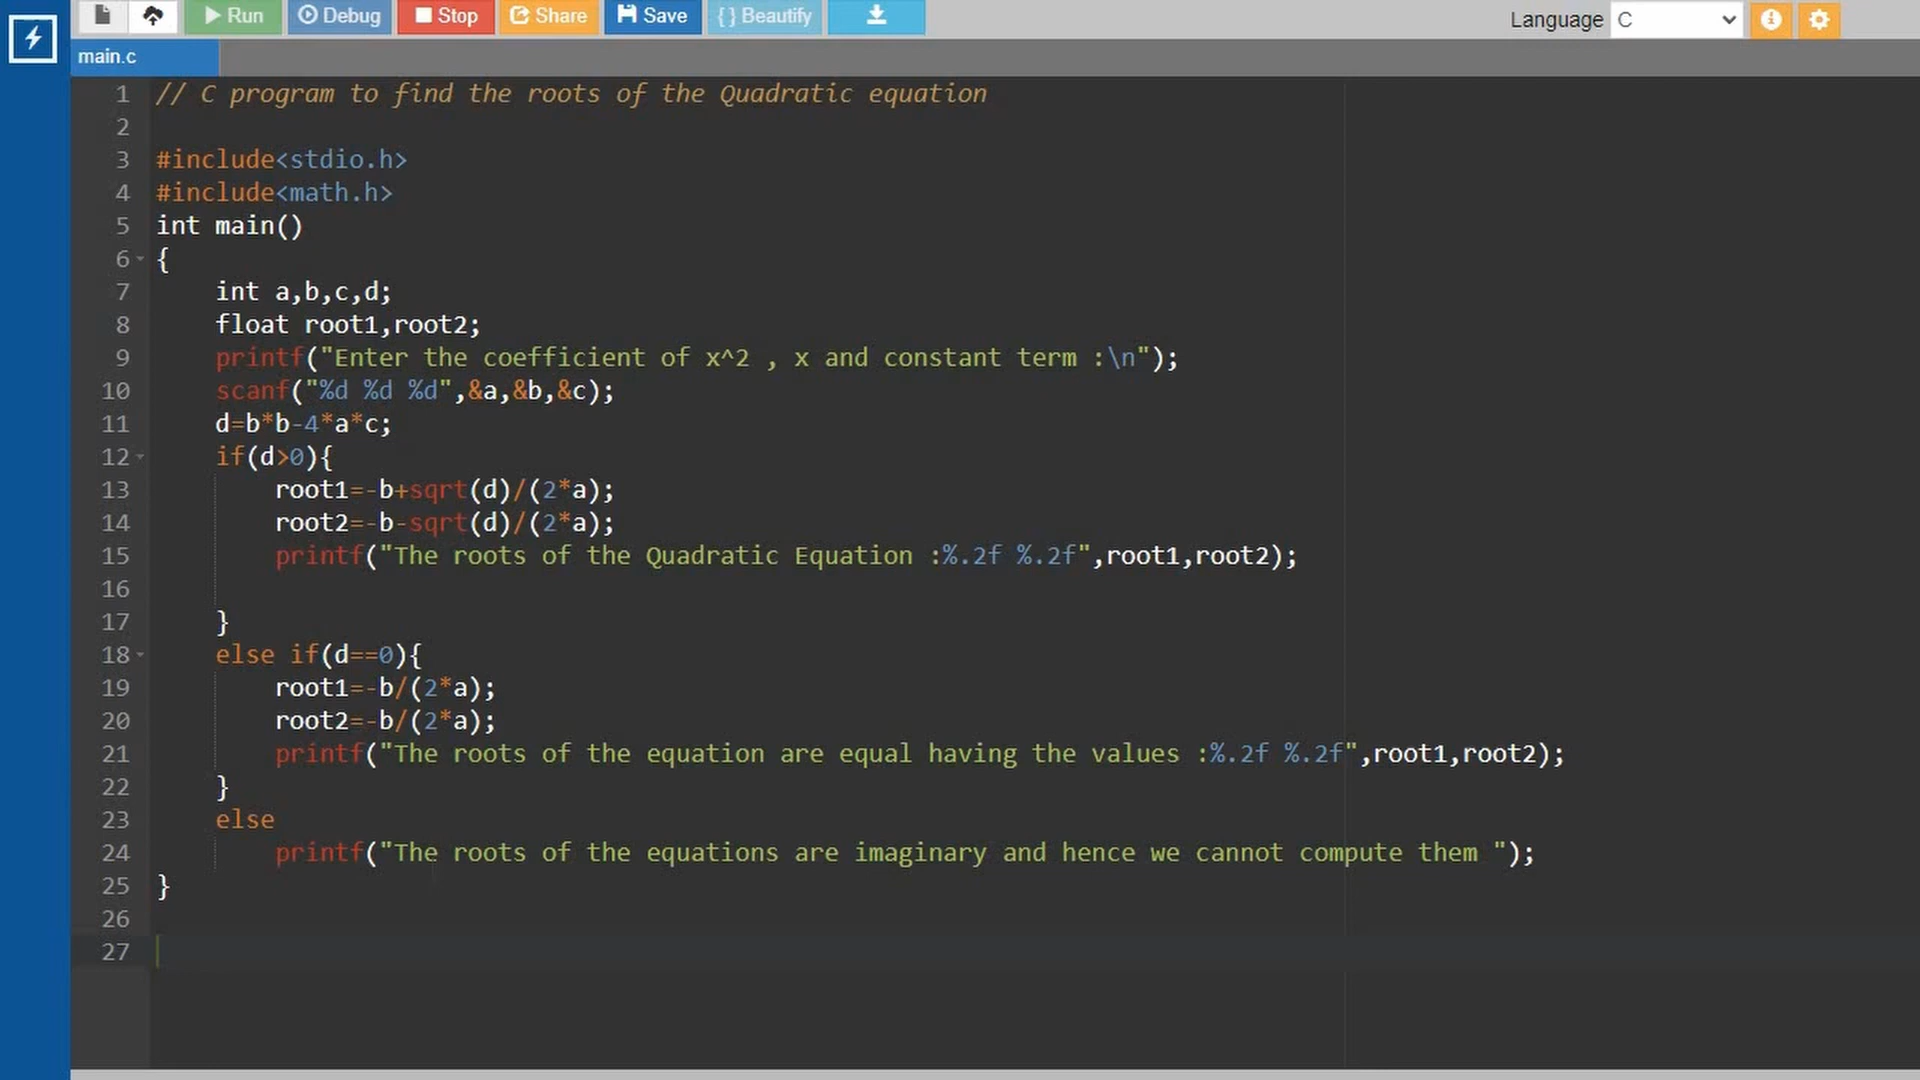 Run Debug Stop Share Save {} Beautify Language C
main.c
1 // C program to find the roots of the Quadratic equation
2
3 #include<stdio.h>
4 #include<math.h>
5 int main()
6 {
7 int a,b,c,d;
8 float root1,root2;
9 printf("Enter the coefficient of x^2 , x and constant term :\n");
10 scanf("%d %d %d",&a,&b,&c);
11 d=b*b-4*a*c;
12 if(d>0){
13 root1=-b+sqrt(d)/(2*a);
14 root2=-b-sqrt(d)/(2*a);
15 printf("The roots of the Quadratic Equation :%.2f %.2f",root1,root2);
16
17 }
18 else if(d==0){
19 root1=-b/(2*a);
20 root2=-b/(2*a);
21 printf("The roots of the equation are equal having the values :%.2f %.2f",root1,root2);
22 }
23 else
24 printf("The roots of the equations are imaginary and hence we cannot compute them ");
25 }
26
27